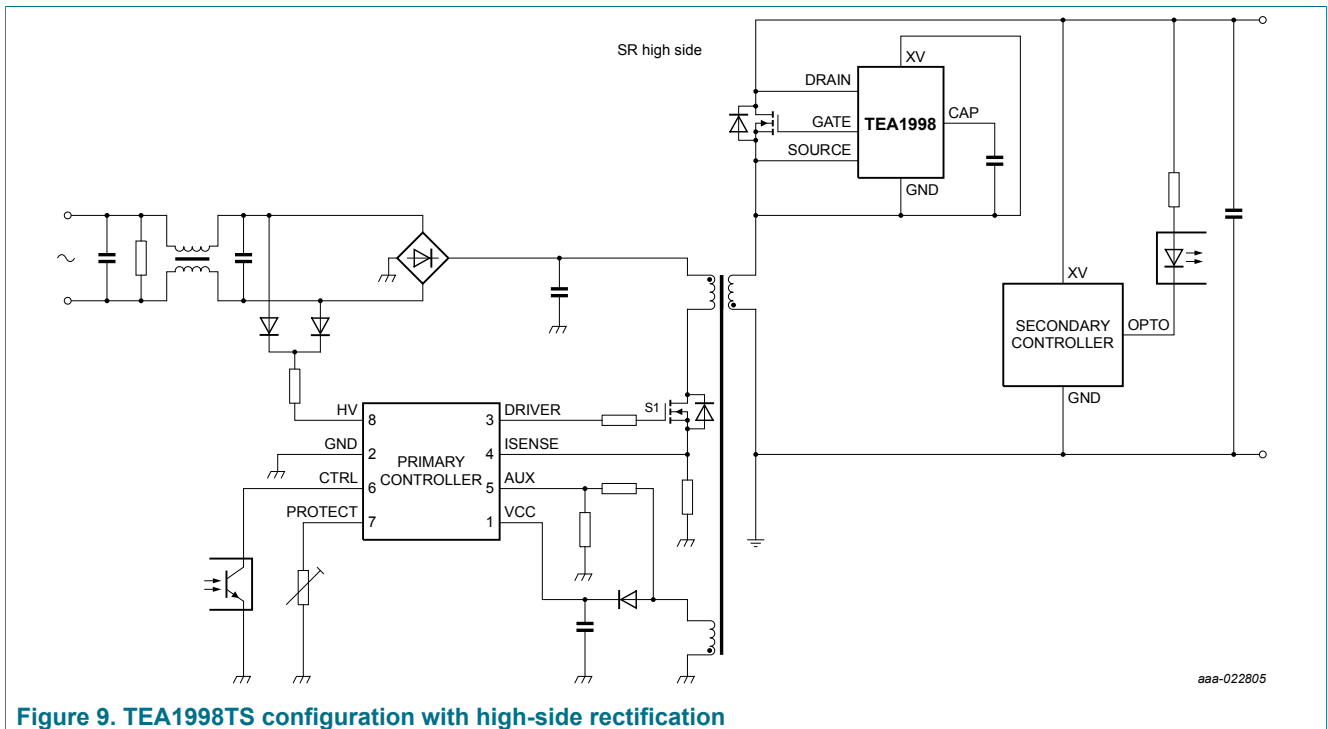 SR high side
XV
DRAIN
GATE
SOURCE
TEA1998
CAP
GND
XV
SECONDARY
CONTROLLER
OPTO
GND
HV
8
GND
2
CTRL
6
PROTECT
7
PRIMARY
CONTROLLER
3
DRIVER
4
ISENSE
5
AUX
1
VCC
S1
aaa-022805
Figure 9. TEA1998TS configuration with high-side rectification